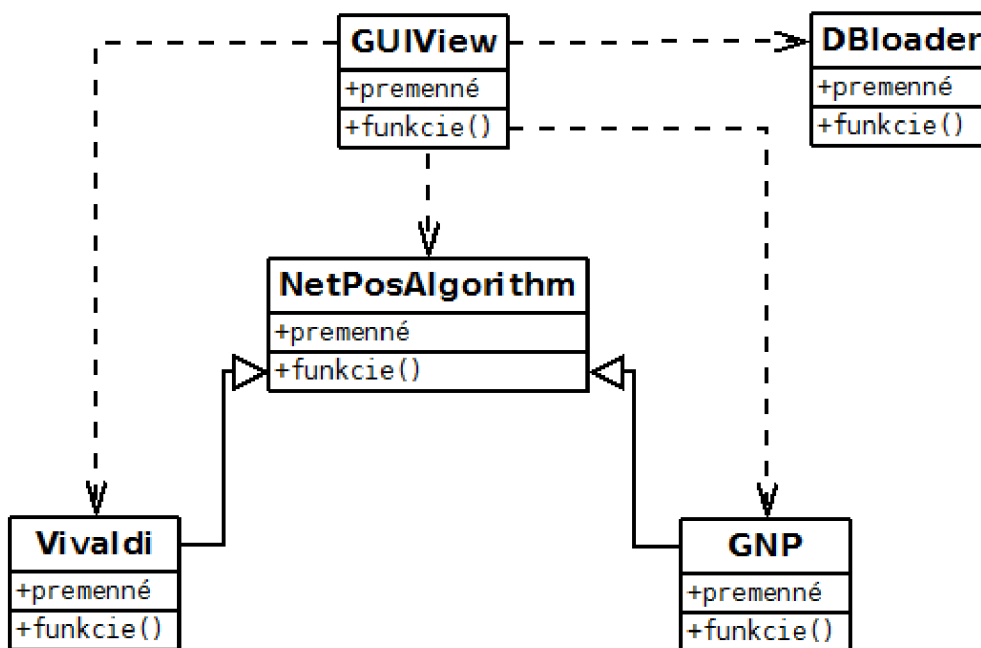 GUIView
+premenné
+funkcie()
DBloader
+premenné
+funkcie()
NetPosAlgorithm
+premenné
+funkcie()
Vivaldi
+premenné
+funkcie()
GNP
+premenné
+funkcie()